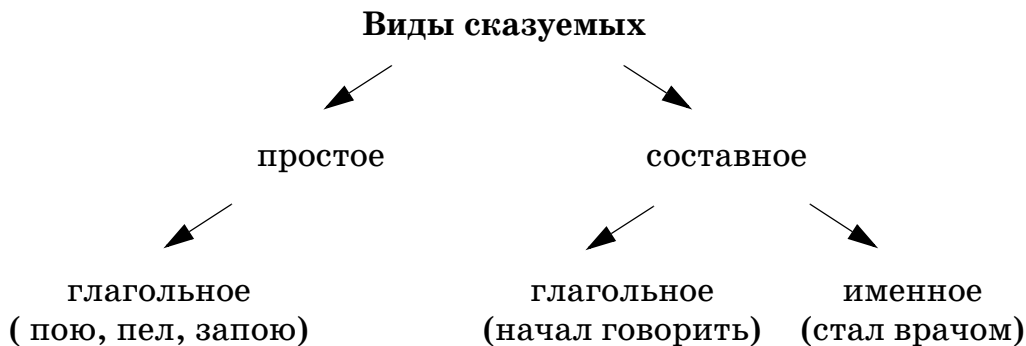 Виды сказуемых
простое составное
глагольное глагольное именное
( пою, пел, запою) (начал говорить) (стал врачом)